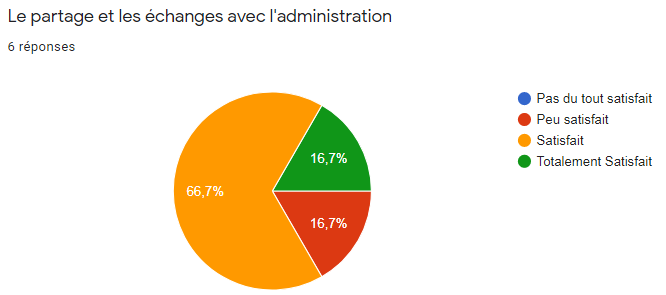 Le partage et les échanges avec l'administration
6 réponses
Pas du tout satisfait
Peu satisfait
Satisfait
Totalement Satisfait
16,7%
66,7%
16,7%